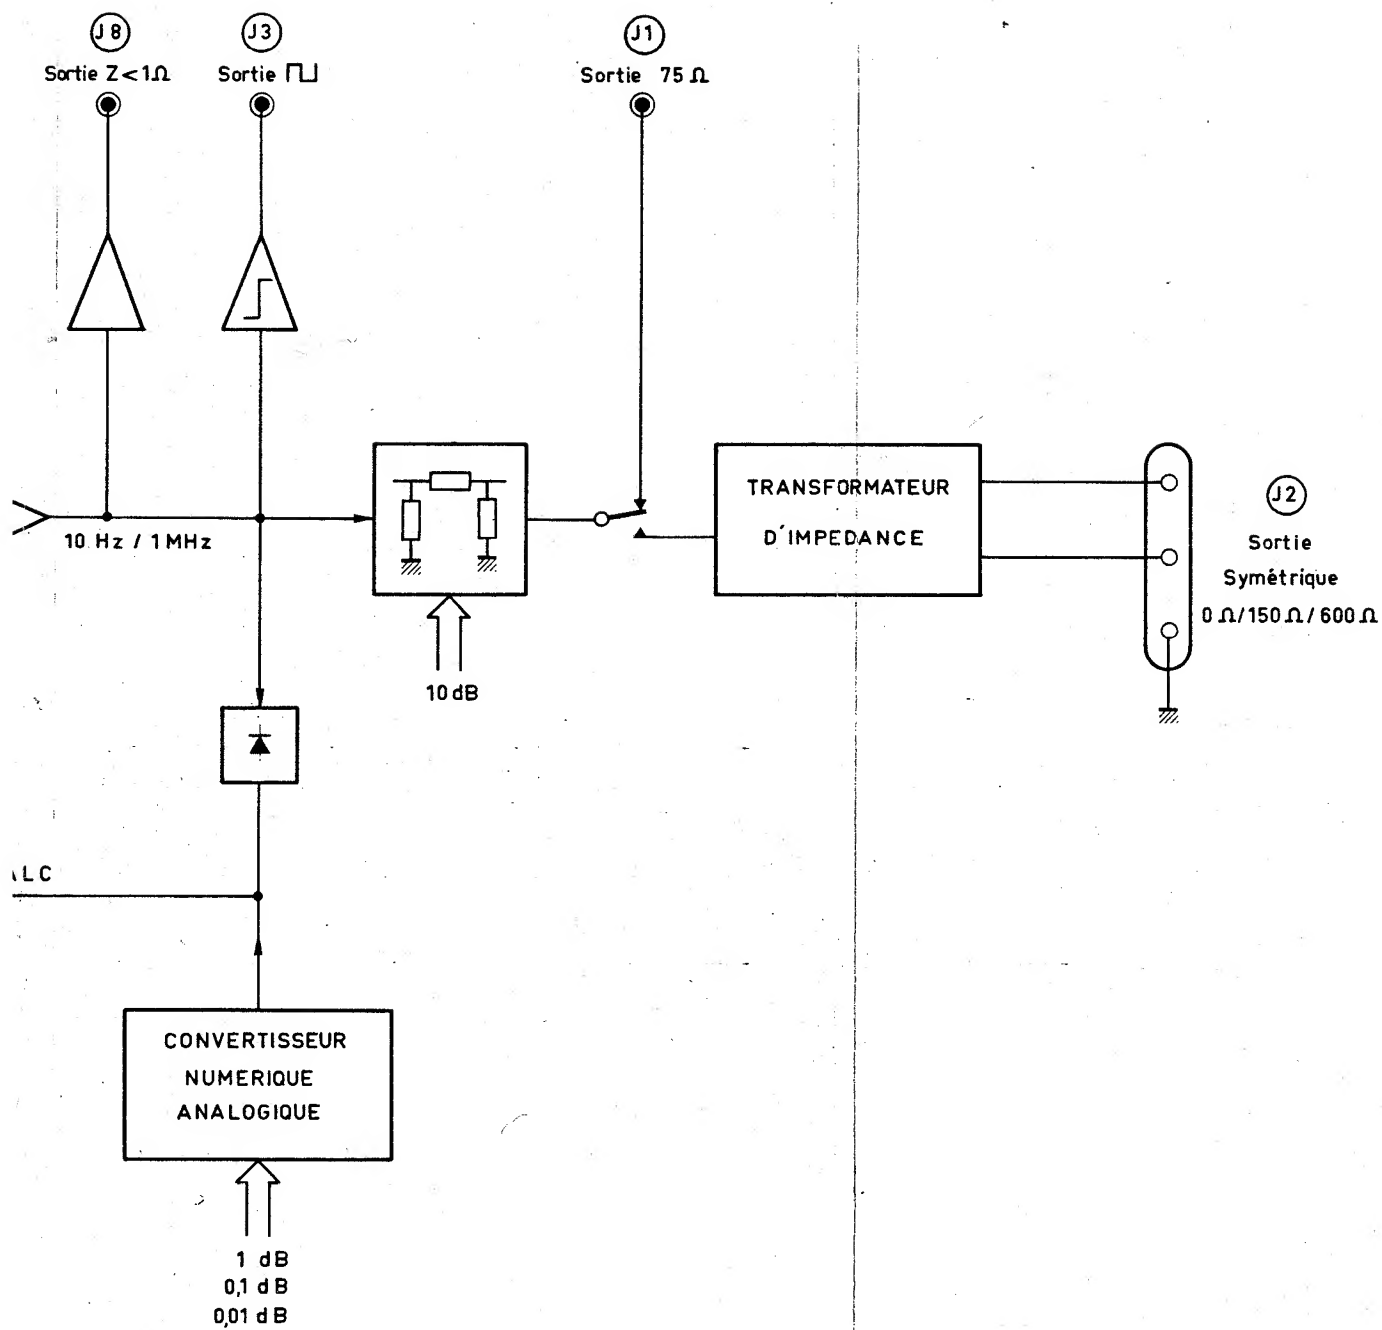 J8
Sortie Z<1Ω
J3
Sortie
J1
Sortie 75 Ω
10 Hz / 1 MHz
10 dB
TRANSFORMATEUR
D'IMPEDANCE
J2
Sortie
Symétrique
0 Ω/150 Ω/ 600 Ω
LC
CONVERTISSEUR
NUMERIQUE
ANALOGIQUE
1 dB
0,1 dB
0,01 dB